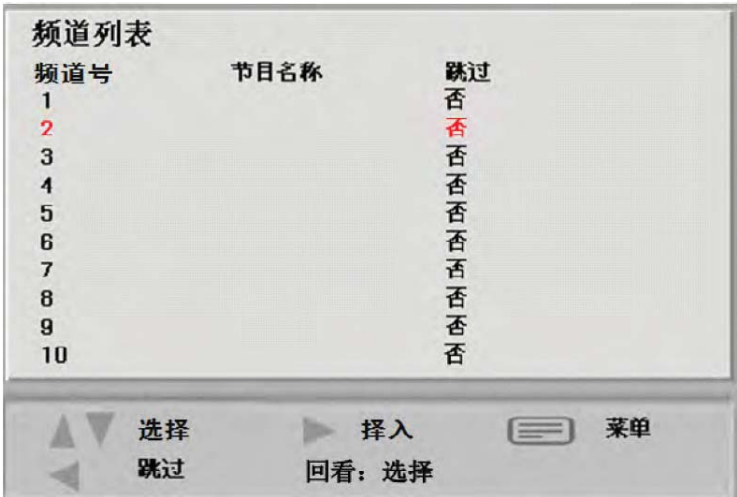 频道列表
频道号 节目名称 跳过
1 否
2 否
3 否
4 否
5 否
6 否
7 否
8 否
9 否
10 否
选择 择入 菜单
跳过 回看：选择